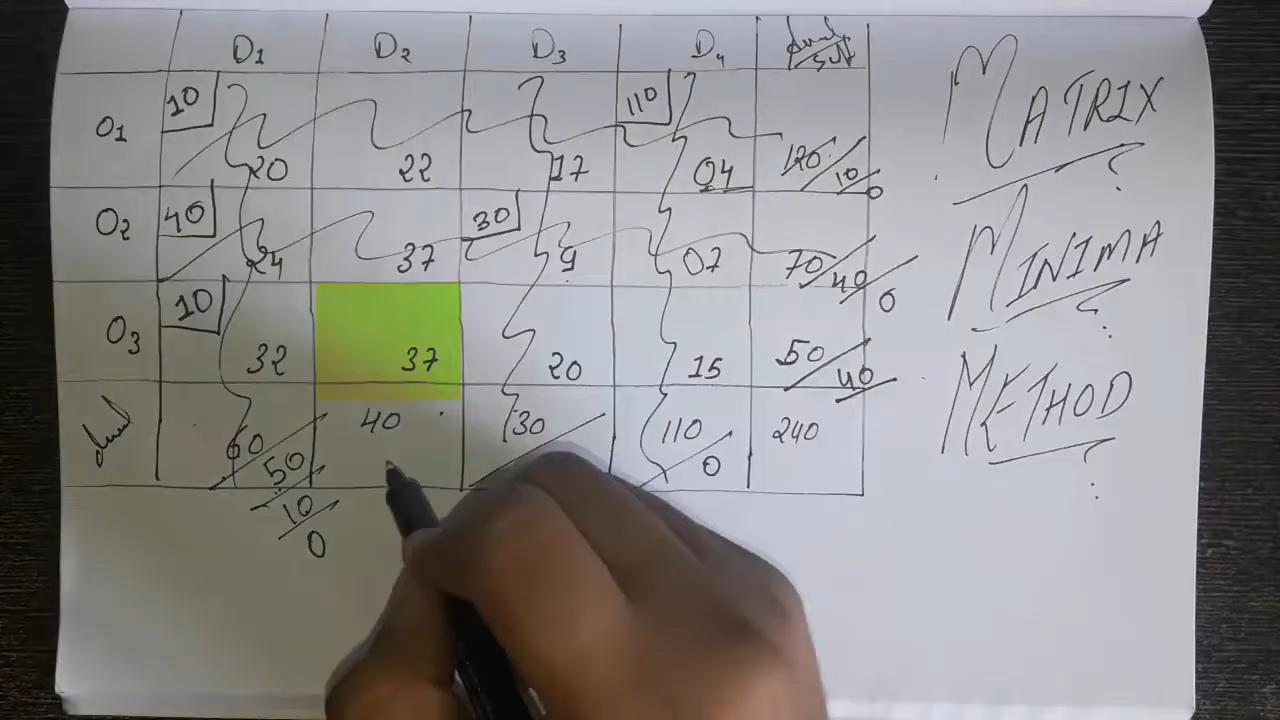 D1 D2 D3 D4
10 110
O1 20 22 17 04 120 10 0
40 30
O2 24 37 9 07 70 40 0
10
O3 32 37 20 15 50 40
60 40 30 110 240
50 0
10
0
MATRIX
MINIMA
METHOD